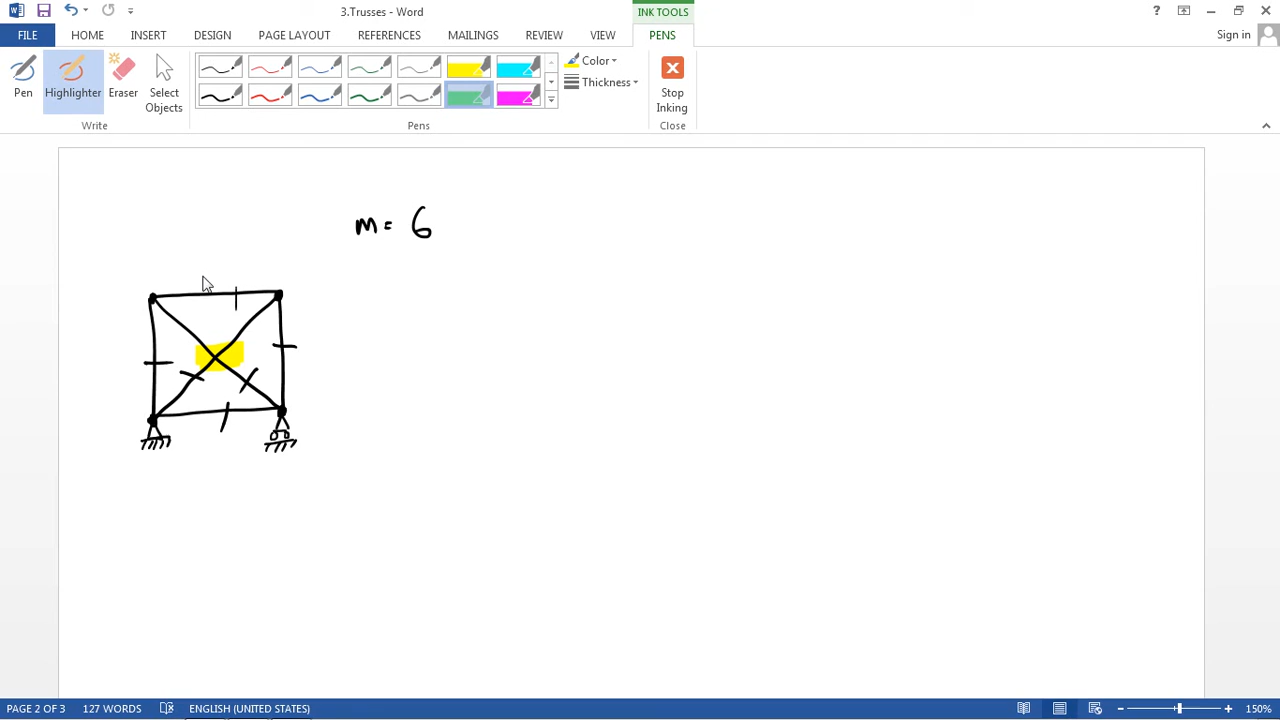 3.Trusses - Word
INK TOOLS
?
FILE
HOME
INSERT
DESIGN
PAGE LAYOUT
REFERENCES
MAILINGS
REVIEW
VIEW
PENS
Sign in
Pen
Highlighter
Eraser
Select Objects
Color
Thickness
Stop Inking
Write
Pens
Close
m = 6
PAGE 2 OF 3
127 WORDS
ENGLISH (UNITED STATES)
150%